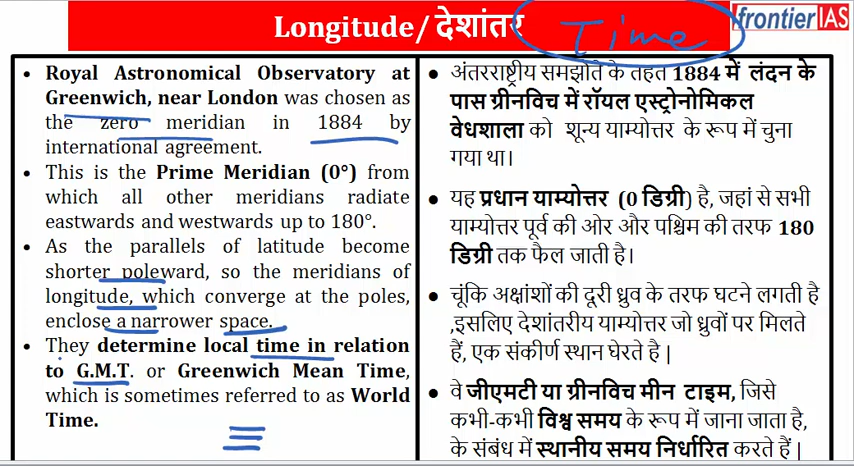 Longitude/ देशांतर
Time
frontierIAS
• Royal Astronomical Observatory at
Greenwich, near London was chosen as
the zero meridian in 1884 by
international agreement.
• This is the Prime Meridian (0°) from
which all other meridians radiate
eastwards and westwards up to 180°.
• As the parallels of latitude become
shorter poleward, so the meridians of
longitude, which converge at the poles,
enclose a narrower space.
• They determine local time in relation
to G.M.T. or Greenwich Mean Time,
which is sometimes referred to as World
Time.
• अंतरराष्ट्रीय समझौते के तहत 1884 में लंदन के
पास ग्रीनविच में रॉयल एस्ट्रोनोमिकल
वेधशाला को शून्य याम्योत्तर के रूप में चुना
गया था।
• यह प्रधान याम्योत्तर (0 डिग्री) है, जहां से सभी
याम्योत्तर पूर्व की ओर और पश्चिम की तरफ 180
डिग्री तक फैल जाती है।
• चूंकि अक्षांशों की दूरी ध्रुव के तरफ घटने लगती है
,इसलिए देशांतरीय याम्योत्तर जो ध्रुवों पर मिलते
हैं, एक संकीर्ण स्थान घेरते है |
• वे जीएमटी या ग्रीनविच मीन टाइम, जिसे
कभी-कभी विश्व समय के रूप में जाना जाता है,
के संबंध में स्थानीय समय निर्धारित करते हैं |